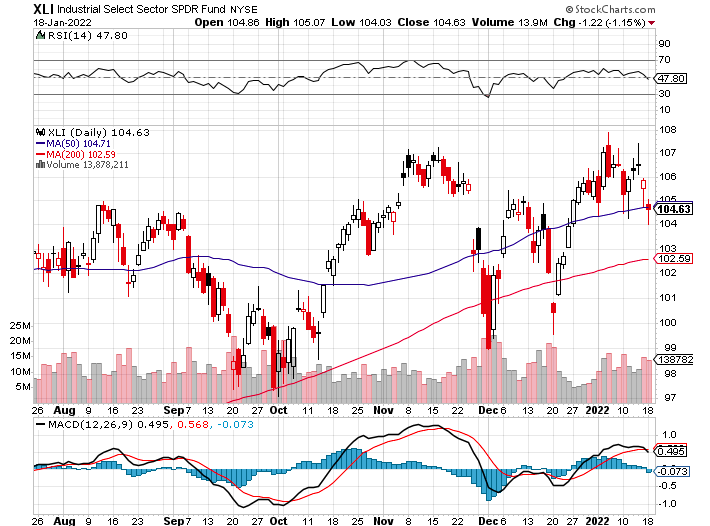 XLI Industrial Select Sector SPDR Fund NYSE
© StockCharts.com
18-Jan-2022
Open 104.86 High 105.07 Low 104.03 Close 104.63 Volume 13.9M Chg -1.22 (-1.15%)
RSI(14) 47.80
90
70
47.80
30
10
XLI (Daily) 104.63
MA(50) 104.71
MA(200) 102.59
Volume 13,878,211
108
107
106
105
104.63
104
103
102.59
102
101
100
99
138782
98
97
25M
20M
15M
10M
5M
26 Aug 9 16 23 Sep 7 13 20 27 Oct 11 18 25 Nov 8 15 22 Dec 6 13 20 27 2022 10 18
MACD(12,26,9) 0.495, 0.568, -0.073
1.0
0.495
-0.073
-0.5
-1.0
26 Aug 9 16 23 Sep 7 13 20 27 Oct 11 18 25 Nov 8 15 22 Dec 6 13 20 27 2022 10 18